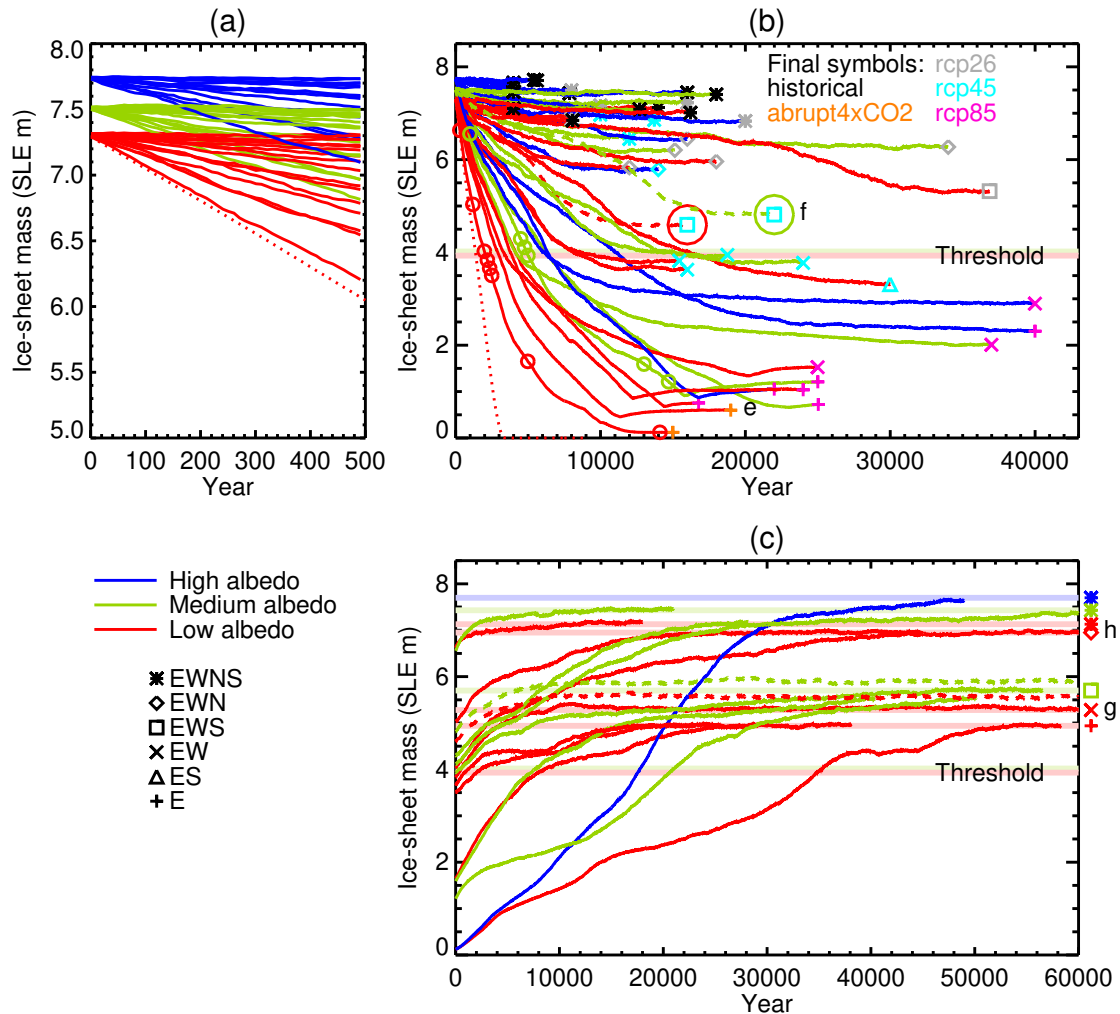 (a)
8.0
7.5
7.0
6.5
6.0
5.5
5.0
Ice-sheet mass (SLE m)
0 100 200 300 400 500
Year
(b)
8
6
4
2
0
Ice-sheet mass (SLE m)
Final symbols: rcp26
historical rcp45
abrupt4xCO2 rcp85
f
Threshold
e
0 10000 20000 30000 40000
Year
High albedo
Medium albedo
Low albedo
EWNS
EWN
EWS
EW
ES
E
(c)
8
6
4
2
0
Ice-sheet mass (SLE m)
h
g
Threshold
0 10000 20000 30000 40000 50000 60000
Year